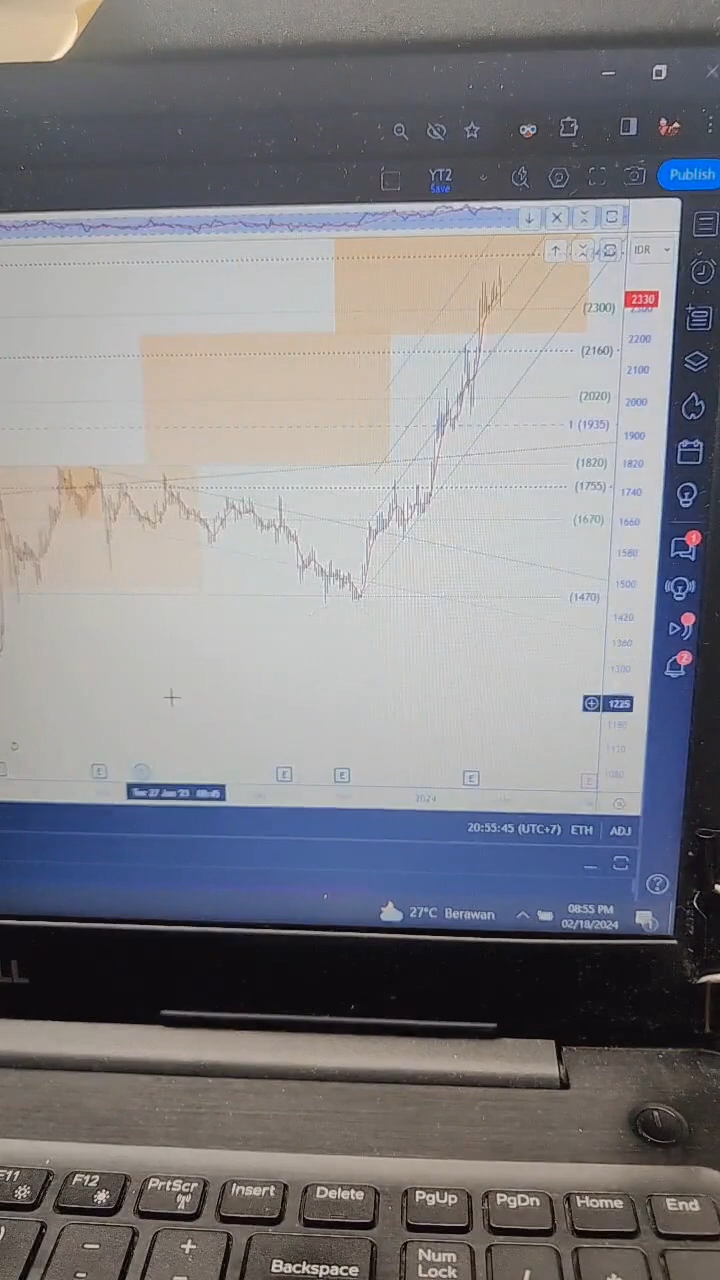 YT2
Save
Publish
IDR
2330
(2300)
2200
(2160)
2100
(2020)
2000
1 (1935)
1900
(1820)
1820
(1755)
1740
(1670)
1660
1580
1500
(1470)
1420
1360
1300
1225
E
E
E
E
2024
20:55:45 (UTC+7)
ETH
ADJ
27°C Berawan
08:55 PM
02/18/2024
LL
F11
F12
PrtScr
Insert
Delete
PgUp
PgDn
Home
End
Backspace
Num
Lock